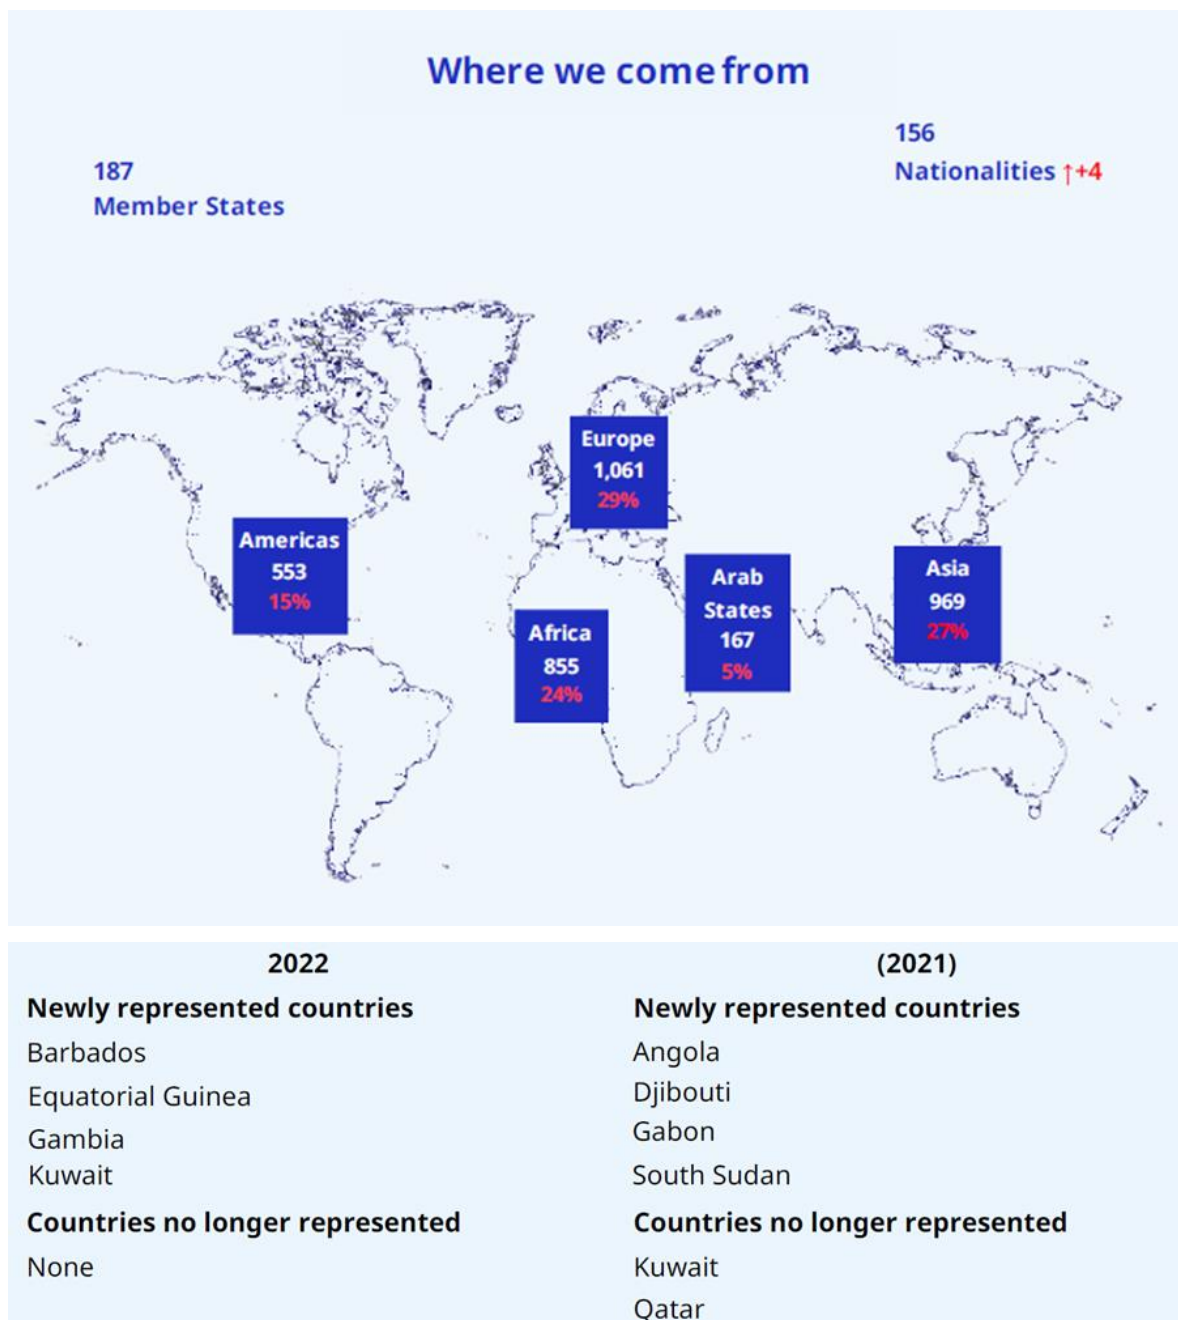 Where we come from
156
Nationalities ↑+4
187
Member States
Europe
1,061
29%
Americas
553
15%
Arab
States
167
5%
Asia
969
27%
Africa
855
24%
2022
Newly represented countries
Barbados
Equatorial Guinea
Gambia
Kuwait
Countries no longer represented
None
(2021)
Newly represented countries
Angola
Djibouti
Gabon
South Sudan
Countries no longer represented
Kuwait
Qatar